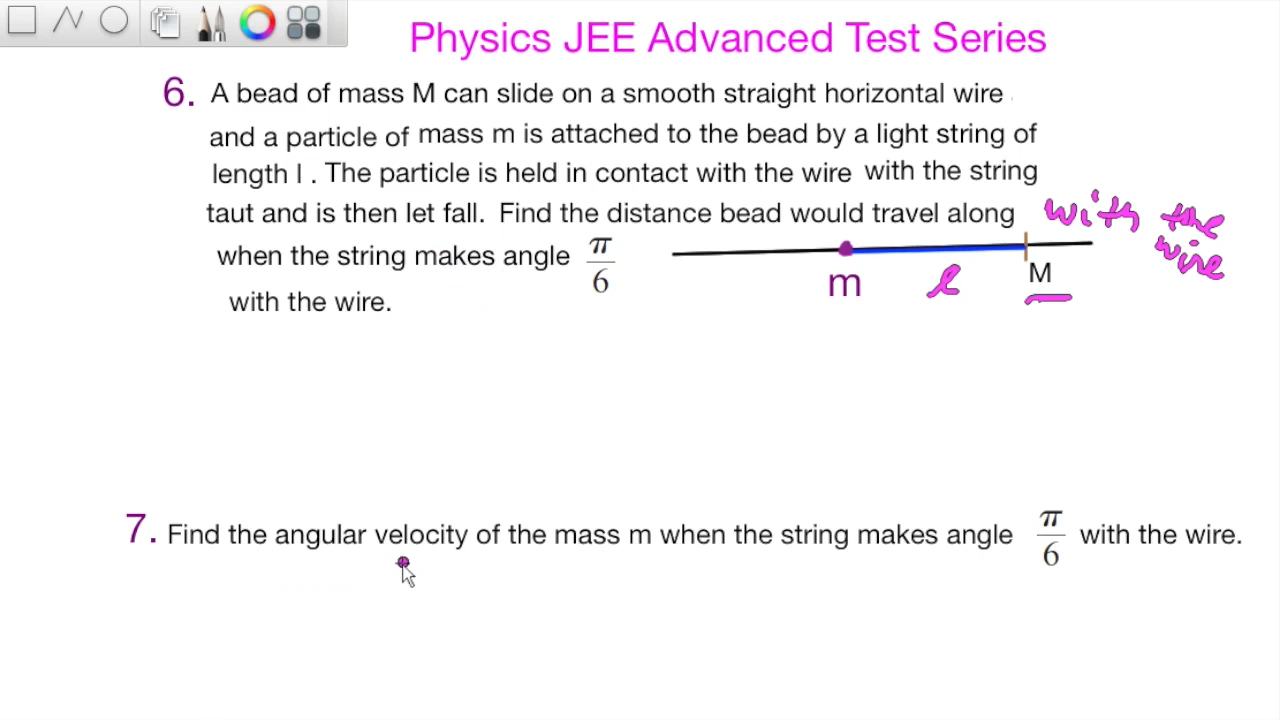 Physics JEE Advanced Test Series
6. A bead of mass M can slide on a smooth straight horizontal wire
and a particle of mass m is attached to the bead by a light string of
length l . The particle is held in contact with the wire with the string
taut and is then let fall. Find the distance bead would travel along with the wire
when the string makes angle π/6
with the wire.
m l M
7. Find the angular velocity of the mass m when the string makes angle π/6 with the wire.